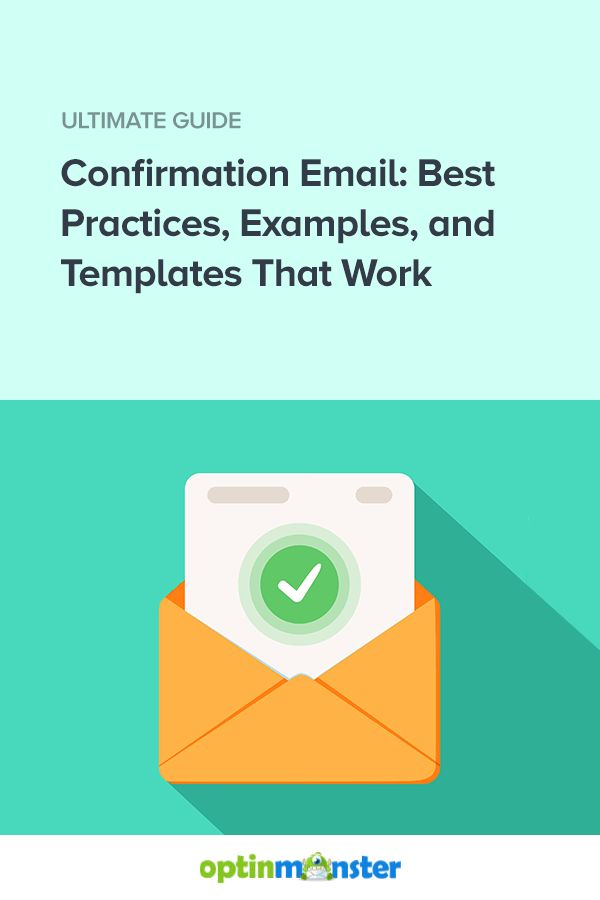 ULTIMATE GUIDE
Confirmation Email: Best
Practices, Examples, and
Templates That Work
optinmonster